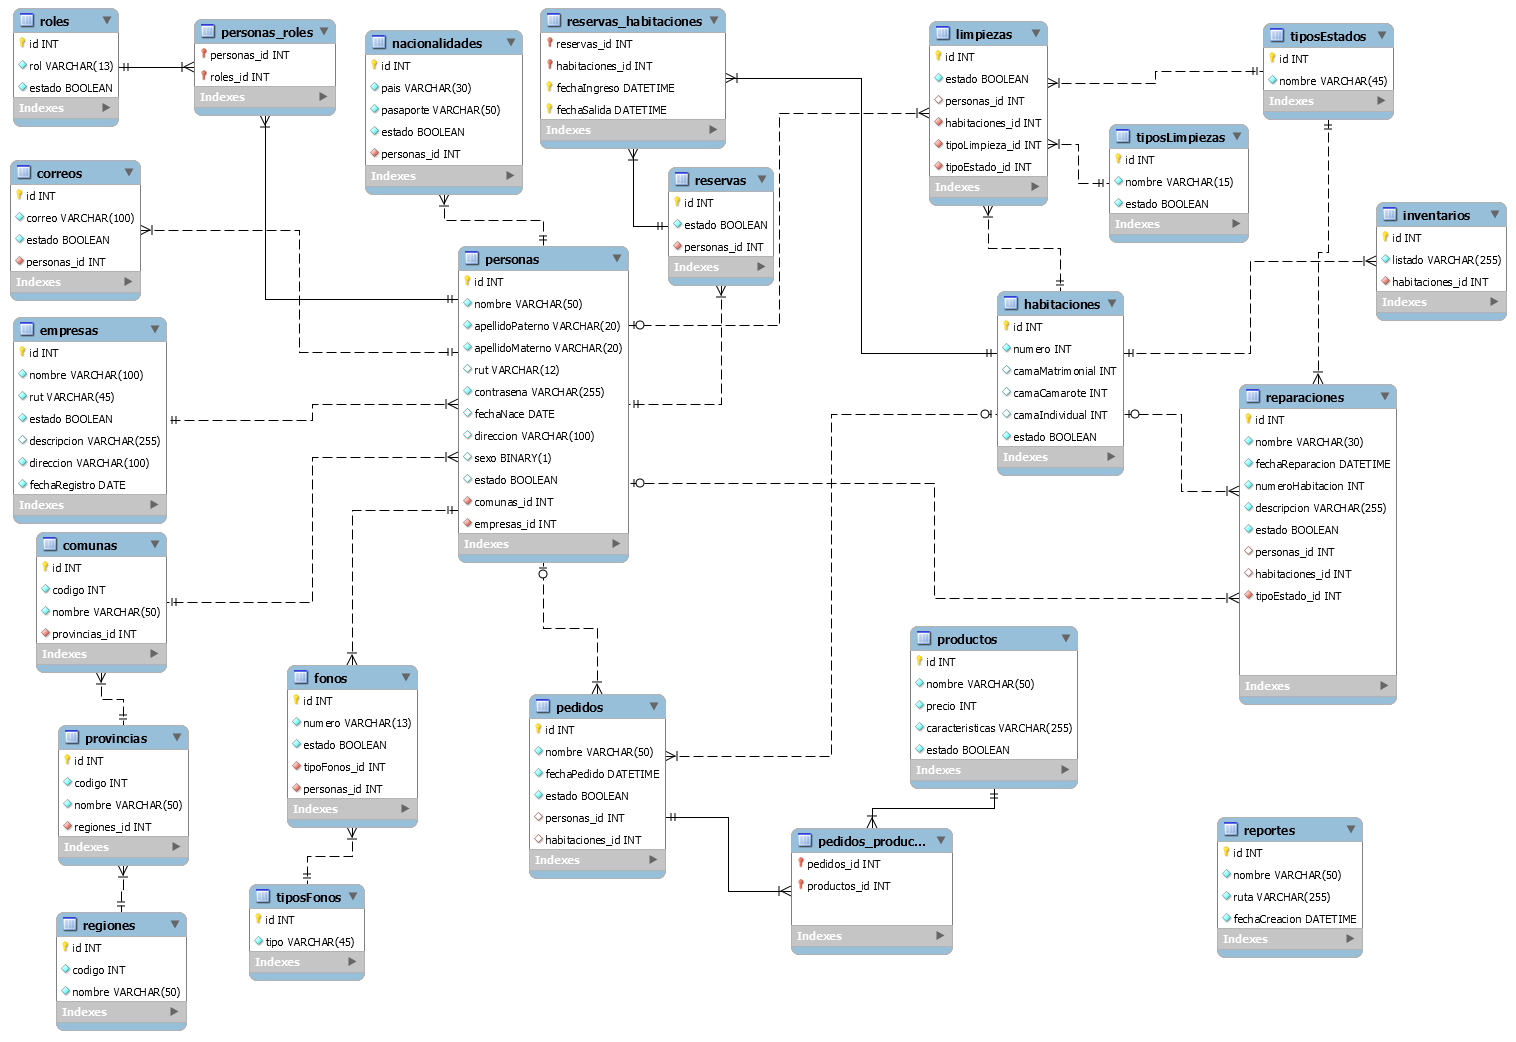 roles
id INT
rol VARCHAR(13)
estado BOOLEAN
Indexes
personas_roles
personas_id INT
roles_id INT
Indexes
nacionalidades
id INT
pais VARCHAR(30)
pasaporte VARCHAR(50)
estado BOOLEAN
personas_id INT
Indexes
reservas_habitaciones
reservas_id INT
habitaciones_id INT
fechaIngreso DATETIME
fechaSalida DATETIME
Indexes
limpiezas
id INT
estado BOOLEAN
personas_id INT
habitaciones_id INT
tipoLimpieza_id INT
tipoEstado_id INT
Indexes
tiposEstados
id INT
nombre VARCHAR(45)
Indexes
tiposLimpiezas
id INT
nombre VARCHAR(15)
estado BOOLEAN
Indexes
correos
id INT
correo VARCHAR(100)
estado BOOLEAN
personas_id INT
Indexes
reservas
id INT
estado BOOLEAN
personas_id INT
Indexes
inventarios
id INT
listado VARCHAR(255)
habitaciones_id INT
Indexes
personas
id INT
nombre VARCHAR(50)
apellidoPaterno VARCHAR(20)
apellidoMaterno VARCHAR(20)
rut VARCHAR(12)
contrasena VARCHAR(255)
fechaNace DATE
direccion VARCHAR(100)
sexo BINARY(1)
estado BOOLEAN
comunas_id INT
empresas_id INT
Indexes
habitaciones
id INT
numero INT
camaMatrimonial INT
camaCamarote INT
camaIndividual INT
estado BOOLEAN
Indexes
empresas
id INT
nombre VARCHAR(100)
rut VARCHAR(45)
estado BOOLEAN
descripcion VARCHAR(255)
direccion VARCHAR(100)
fechaRegistro DATE
Indexes
reparaciones
id INT
nombre VARCHAR(30)
fechaReparacion DATETIME
numeroHabitacion INT
descripcion VARCHAR(255)
estado BOOLEAN
personas_id INT
habitaciones_id INT
tipoEstado_id INT
Indexes
comunas
id INT
codigo INT
nombre VARCHAR(50)
provincias_id INT
Indexes
fonos
id INT
numero VARCHAR(13)
estado BOOLEAN
tipoFonos_id INT
personas_id INT
Indexes
pedidos
id INT
nombre VARCHAR(50)
fechaPedido DATETIME
estado BOOLEAN
personas_id INT
habitaciones_id INT
Indexes
productos
id INT
nombre VARCHAR(50)
precio INT
caracteristicas VARCHAR(255)
estado BOOLEAN
Indexes
provincias
id INT
codigo INT
nombre VARCHAR(50)
regiones_id INT
Indexes
pedidos_produc...
pedidos_id INT
productos_id INT
Indexes
reportes
id INT
nombre VARCHAR(50)
ruta VARCHAR(255)
fechaCreacion DATETIME
Indexes
tiposFonos
id INT
tipo VARCHAR(45)
Indexes
regiones
id INT
codigo INT
nombre VARCHAR(50)
Indexes